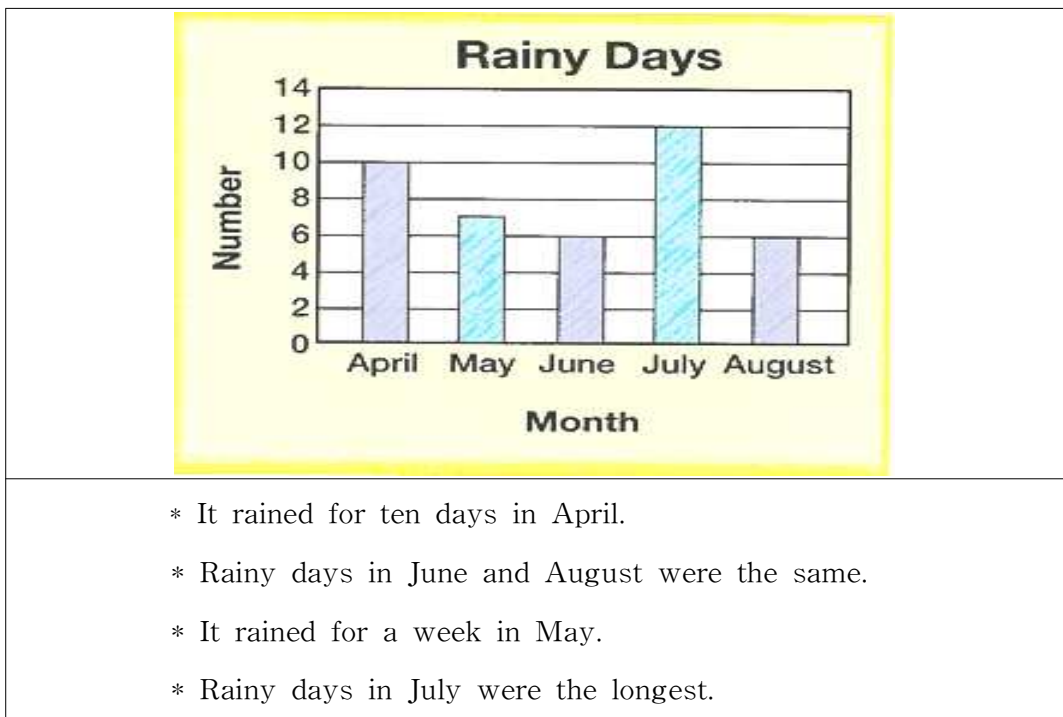 Rainy Days
14
12
10
8
6
4
2
0
Number
April May June July August
Month
* It rained for ten days in April.
* Rainy days in June and August were the same.
* It rained for a week in May.
* Rainy days in July were the longest.